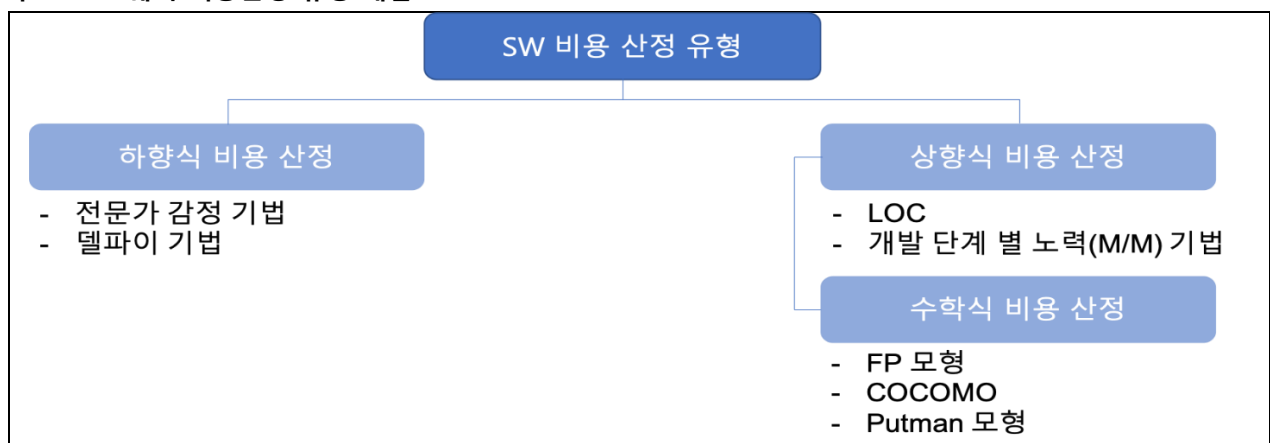 SW 비용 산정 유형
하향식 비용 산정
- 전문가 감정 기법
- 델파이 기법
상향식 비용 산정
- LOC
- 개발 단계 별 노력(M/M) 기법
수학식 비용 산정
- FP 모형
- COCOMO
- Putman 모형